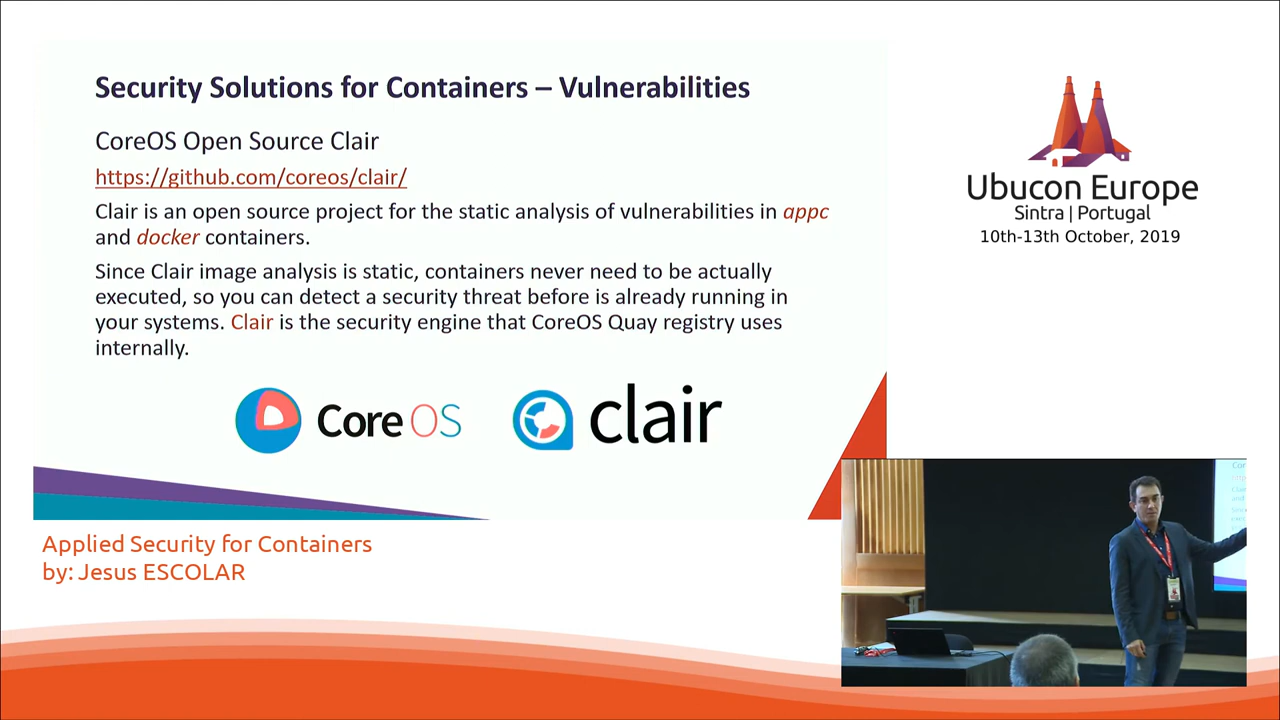 Security Solutions for Containers – Vulnerabilities
CoreOS Open Source Clair
https://github.com/coreos/clair/
Clair is an open source project for the static analysis of vulnerabilities in appc
and docker containers.
Since Clair image analysis is static, containers never need to be actually
executed, so you can detect a security threat before is already running in
your systems. Clair is the security engine that CoreOS Quay registry uses
internally.
CoreOS
clair
Ubucon Europe
Sintra | Portugal
10th-13th October, 2019
Applied Security for Containers
by: Jesus ESCOLAR